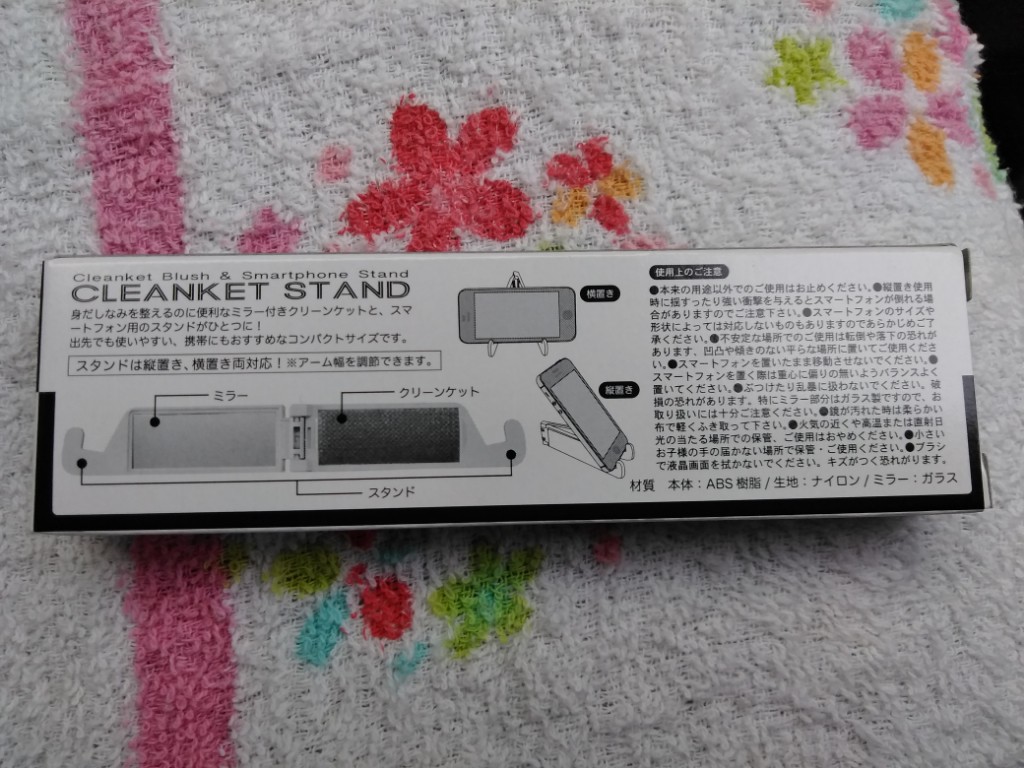 Cleanket Blush & Smartphone Stand
CLEANKET STAND
身だしなみを整えるのに便利なミラー付きクリーンケットと、スマ
ートフォン用のスタンドがひとつに！
出先でも使いやすい、携帯にもおすすめなコンパクトサイズです。
スタンドは縦置き、横置き両対応！※アーム幅を調節できます。
ミラー
クリーンケット
スタンド
横置き
縦置き
使用上のご注意
●本来の用途以外でのご使用はお止めください。●縦置き使用
時に揺すったり強い衝撃を与えるとスマートフォンが倒れる場
合がありますのでご注意下さい。●スマートフォンのサイズや
形状によっては対応しないものもありますのであらかじめご了
承ください。●不安定な場所でのご使用は転倒や落下の恐れが
あります、凹凸や傾きのない平らな場所に置いてご使用くださ
い。●スマートフォンを置いたまま移動させないでください。●
スマートフォンを置く際は重心に偏りの無いようバランスよく
置いてください。●ぶつけたり乱暴に扱わないでください。破
損の恐れがあります。特にミラー部分はガラス製ですので、お
取り扱いには十分ご注意ください。●鏡が汚れた時は柔らかい
布で軽くふき取って下さい。●火気の近くや高温または直射日
光の当たる場所での保管、ご使用はおやめください。●小さい
お子様の手の届かない場所で保管・ご使用ください。●ブラシ
で液晶画面を拭かないでください。キズがつく恐れがります。
材質　本体：ABS 樹脂 / 生地：ナイロン / ミラー：ガラス